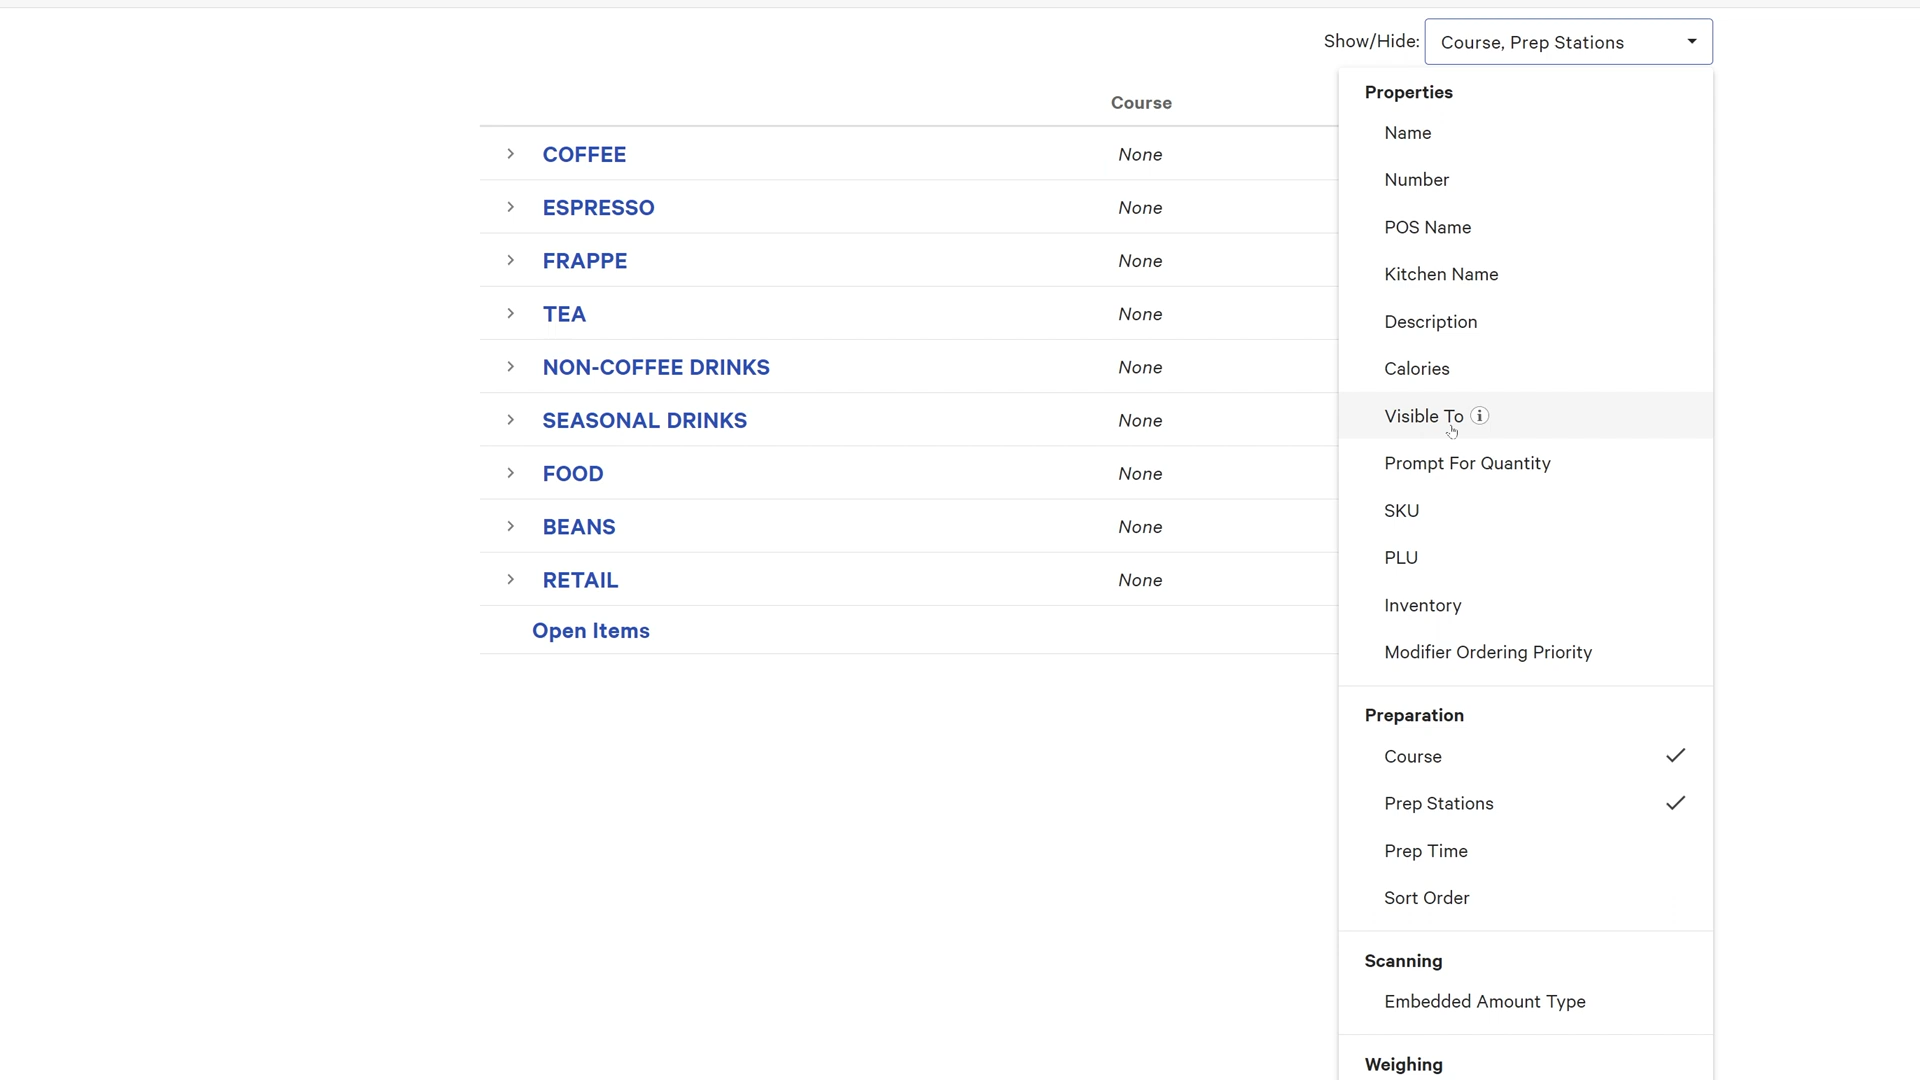 Show/Hide: Course, Prep Stations
Course
COFFEE None
ESPRESSO None
FRAPPE None
TEA None
NON-COFFEE DRINKS None
SEASONAL DRINKS None
FOOD None
BEANS None
RETAIL None
Open Items
Properties
Name
Number
POS Name
Kitchen Name
Description
Calories
Visible To
Prompt For Quantity
SKU
PLU
Inventory
Modifier Ordering Priority
Preparation
Course
Prep Stations
Prep Time
Sort Order
Scanning
Embedded Amount Type
Weighing